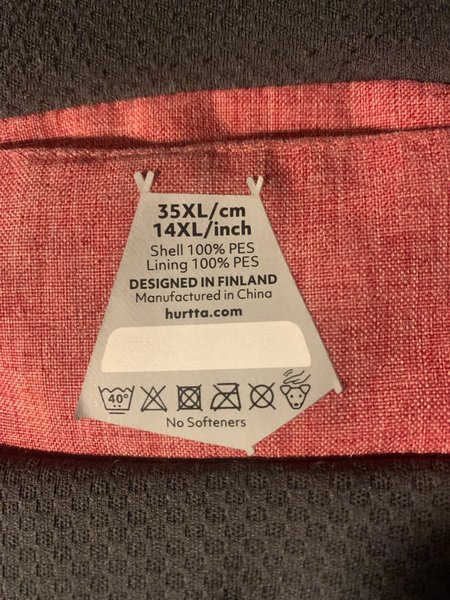 35XL/cm
14XL/inch
Shell 100% PES
Lining 100% PES
DESIGNED IN FINLAND
Manufactured in China
hurtta.com
40°
No Softeners